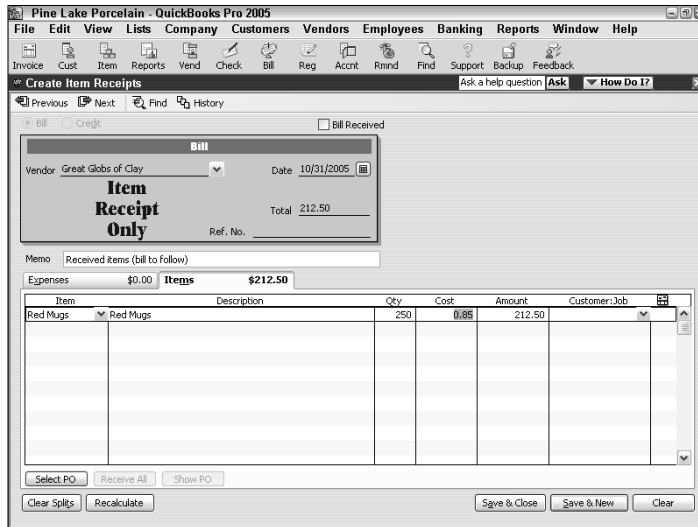 Pine Lake Porcelain - QuickBooks Pro 2005
File Edit View Lists Company Customers Vendors Employees Banking Reports Window Help
Invoice Cust Item Reports Vend Check Bill Reg Accnt Rmnd Find Support Backup Feedback
Create Item Receipts Ask a help question Ask How Do I?
Previous Next Find History
Bill Credit Bill Received
Bill
Vendor Great Globs of Clay Date 10/31/2005
Item
Receipt Total 212.50
Only Ref. No.
Memo Received items (bill to follow)
Expenses $0.00 Items $212.50
Item Description Qty Cost Amount Customer:Job
Red Mugs Red Mugs 250 0.85 212.50
Select PO Receive All Show PO
Clear Splits Recalculate Save & Close Save & New Clear